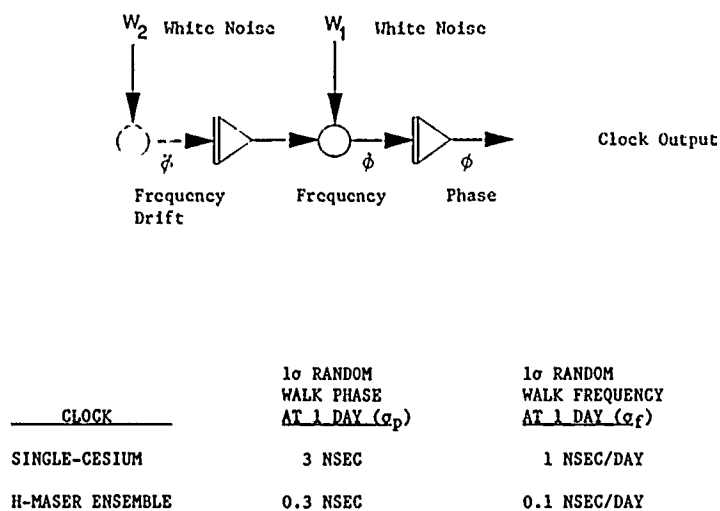 W2 White Noise W1 White Noise
φ̈ φ̇ φ Clock Output
Frequency Drift Frequency Phase
CLOCK 1σ RANDOM WALK PHASE AT 1 DAY (σp) 1σ RANDOM WALK FREQUENCY AT 1 DAY (σf)
SINGLE-CESIUM 3 NSEC 1 NSEC/DAY
H-MASER ENSEMBLE 0.3 NSEC 0.1 NSEC/DAY